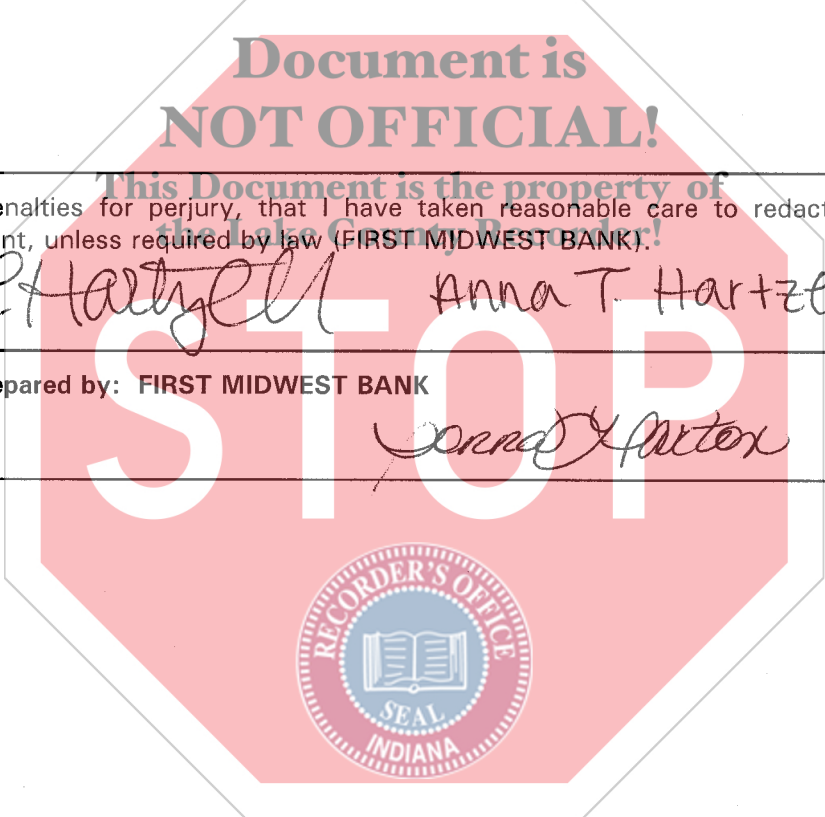 Document is
NOT OFFICIAL!
This Document is the property of
the Lake County Recorder!
enalties for perjury, that I have taken reasonable care to redact
nt, unless required by law (FIRST MIDWEST BANK).
Hartzell Anna T. Hartze
epared by: FIRST MIDWEST BANK
STOP
RECORDER'S OFFICE
SEAL
INDIANA